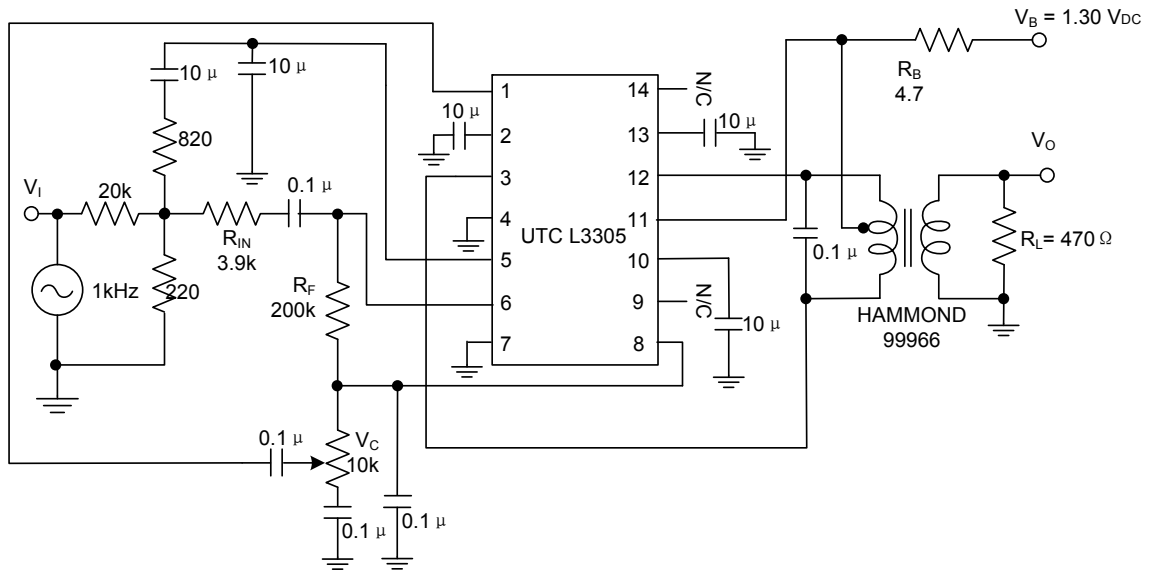 V_B = 1.30 V_DC
R_B
4.7
10 μ
10 μ
820
V_I
20k
R_IN
3.9k
0.1 μ
1kHz
220
R_F
200k
10 μ
1
2
3
4
5
6
7
UTC L3305
14
13
12
11
10
9
8
N/C
10 μ
N/C
10 μ
0.1 μ
V_O
R_L= 470 Ω
HAMMOND
99966
0.1 μ
V_C
10k
0.1 μ
0.1 μ